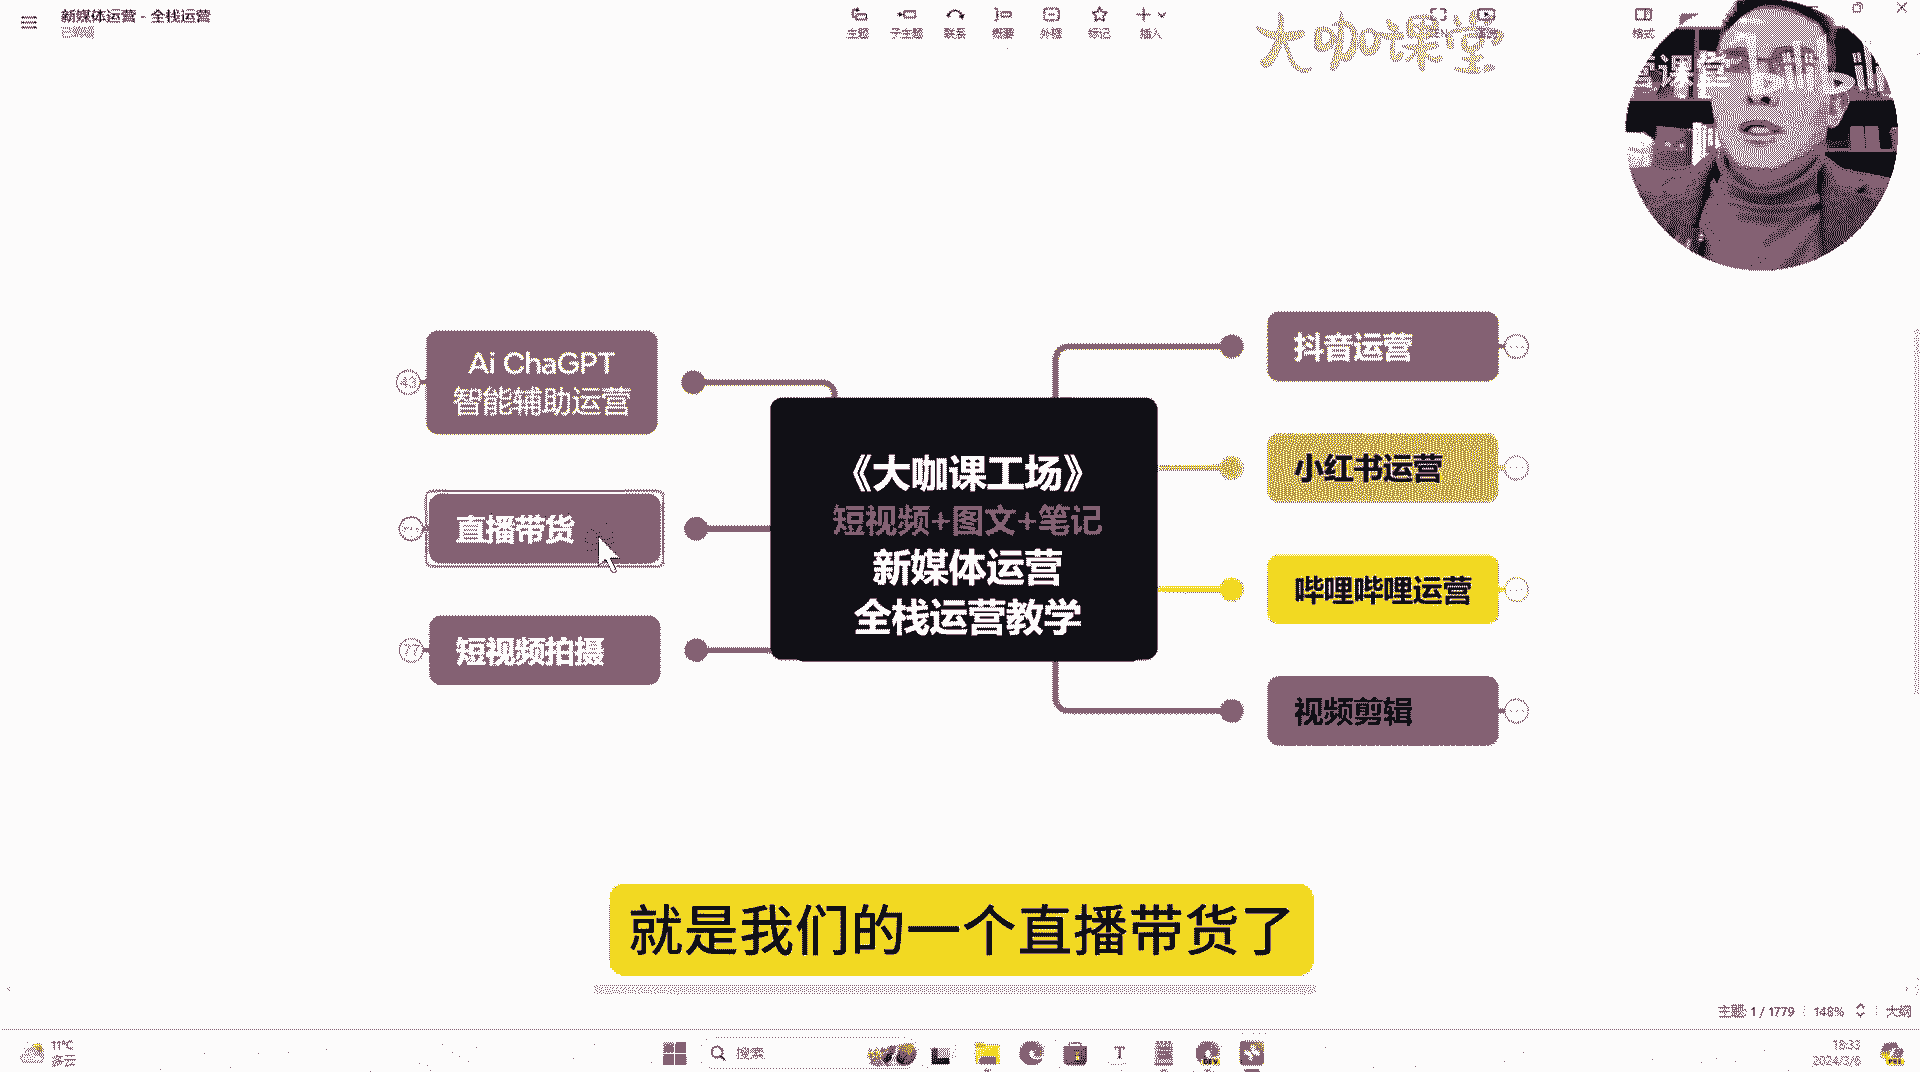 新媒体运营 - 全栈运营
已编辑
主题 子主题 联系 概要 外框 标记 插入
格式
大咖课堂
Ai ChaGPT
智能辅助运营
43
直播带货
短视频拍摄
77
《大咖课工场》
短视频+图文+笔记
新媒体运营
全栈运营教学
抖音运营
小红书运营
哔哩哔哩运营
视频剪辑
就是我们的一个直播带货了
主题: 1 / 1779 148% 大纲
11°C
多云
搜索
18:33
2024/3/6